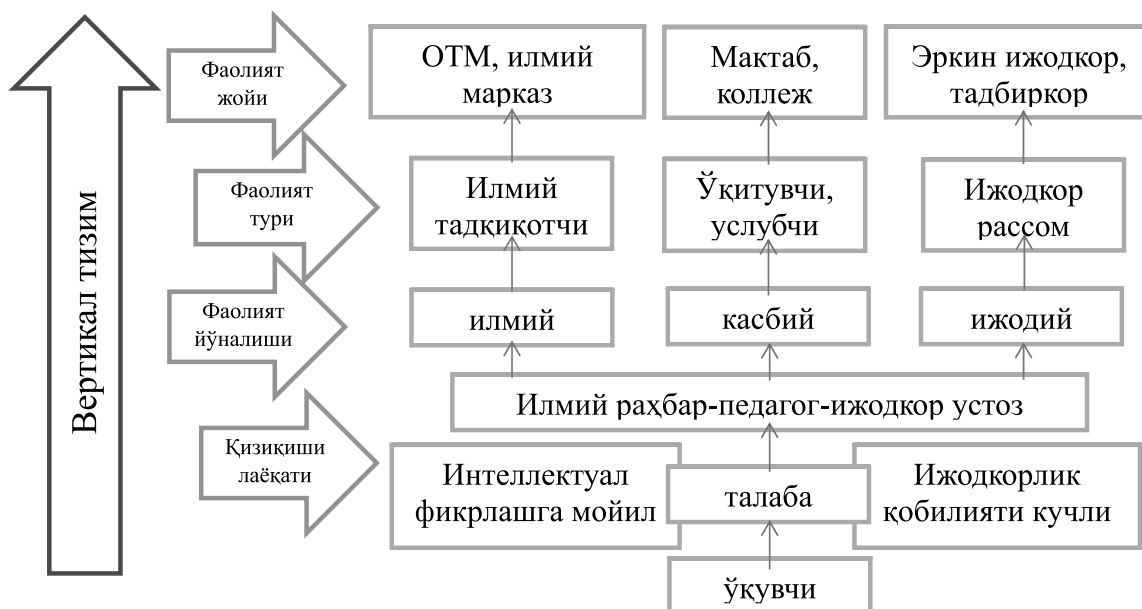 Вертикал тизим
Фаолият
жойи
ОТМ, илмий
марказ
Мактаб,
коллеж
Эркин ижодкор,
тадбиркор
Фаолият
тури
Илмий
тадқиқотчи
Ўқитувчи,
услубчи
Ижодкор
рассом
Фаолият
йўналиши
илмий
касбий
ижодий
Илмий раҳбар-педагог-ижодкор устоз
Қизиқиши
лаёқати
Интеллектуал
фикрлашга мойил
талаба
Ижодкорлик
қобилияти кучли
ўқувчи